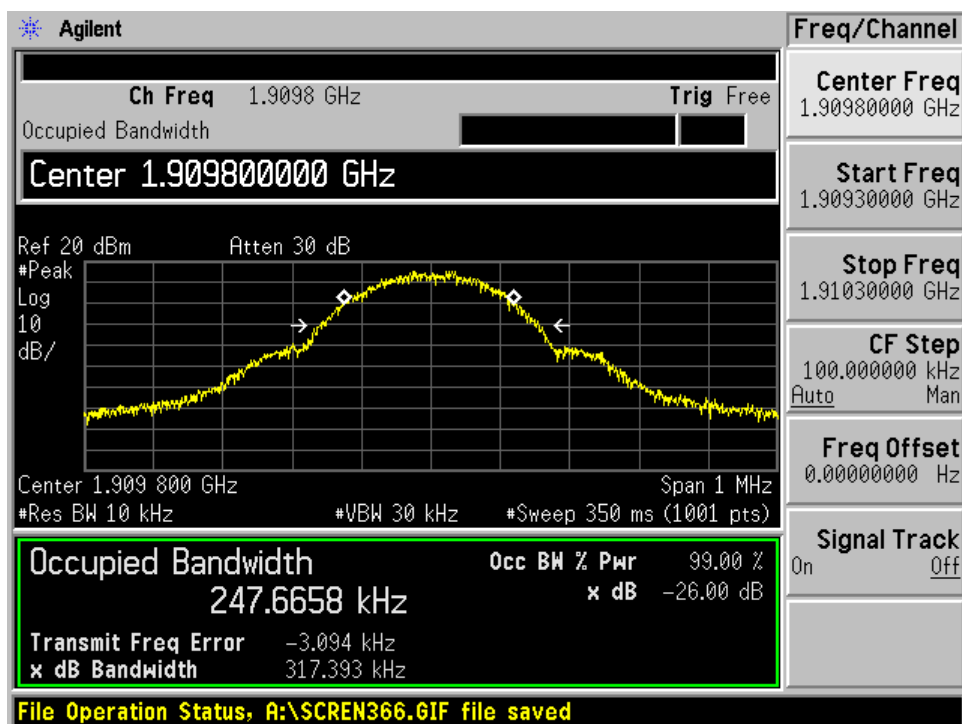 Agilent
Freq/Channel
Ch Freq 1.9098 GHz Trig Free
Occupied Bandwidth
Center 1.909800000 GHz
Ref 20 dBm Atten 30 dB
#Peak
Log
10
dB/
Center 1.909 800 GHz Span 1 MHz
#Res BW 10 kHz #VBW 30 kHz #Sweep 350 ms (1001 pts)
Occupied Bandwidth
247.6658 kHz
Occ BW % Pwr 99.00 %
x dB -26.00 dB
Transmit Freq Error -3.094 kHz
x dB Bandwidth 317.393 kHz
Center Freq
1.90980000 GHz
Start Freq
1.90930000 GHz
Stop Freq
1.91030000 GHz
CF Step
100.000000 kHz
Auto Man
Freq Offset
0.00000000 Hz
Signal Track
On Off
File Operation Status, A:\SCREN366.GIF file saved